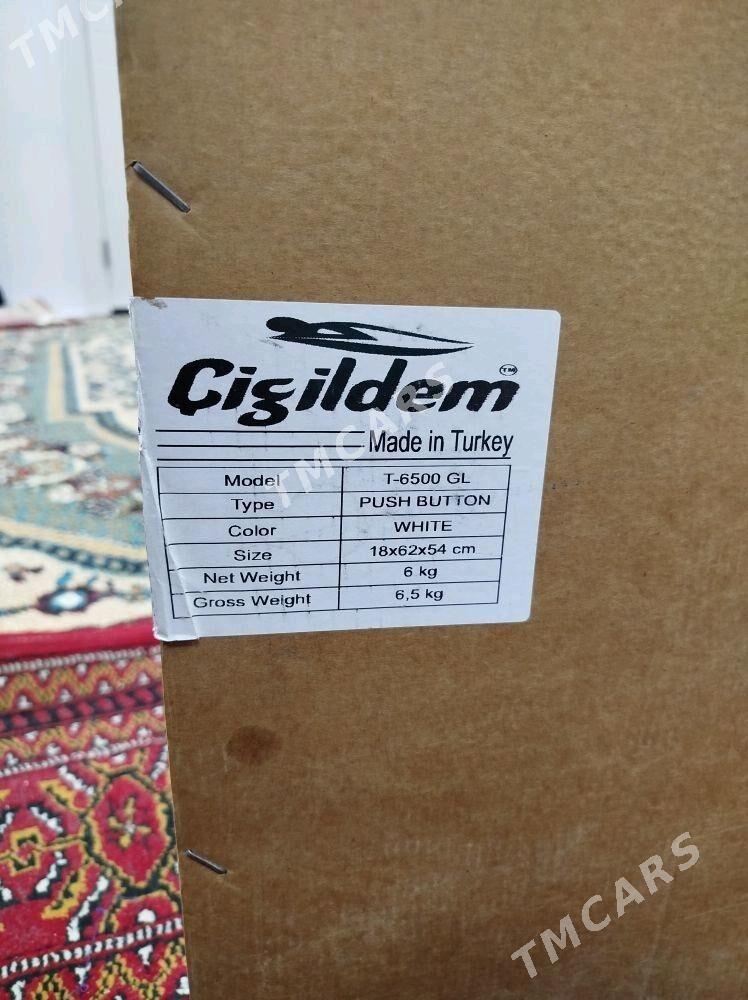 TMCARS
Çigildem
TM
Made in Turkey
Model T-6500 GL
Type PUSH BUTTON
Color WHITE
Size 18x62x54 cm
Net Weight 6 kg
Gross Weight 6,5 kg
TMCARS
TMCARS